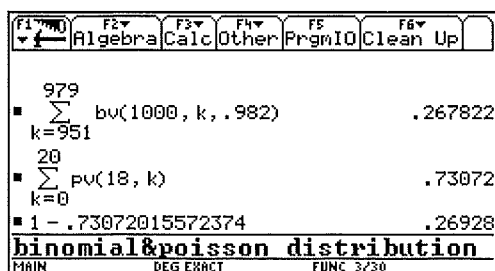 F1 F2 F3 F4 F5 F6
Algebra Calc Other PrgmIO Clean Up
979
∑ bv(1000, k, .982) .267822
k=951
20
∑ pv(18, k) .73072
k=0
1 - .73072015572374 .26928
binomial&poisson distribution
MAIN DEG EXACT FUNC 3/30